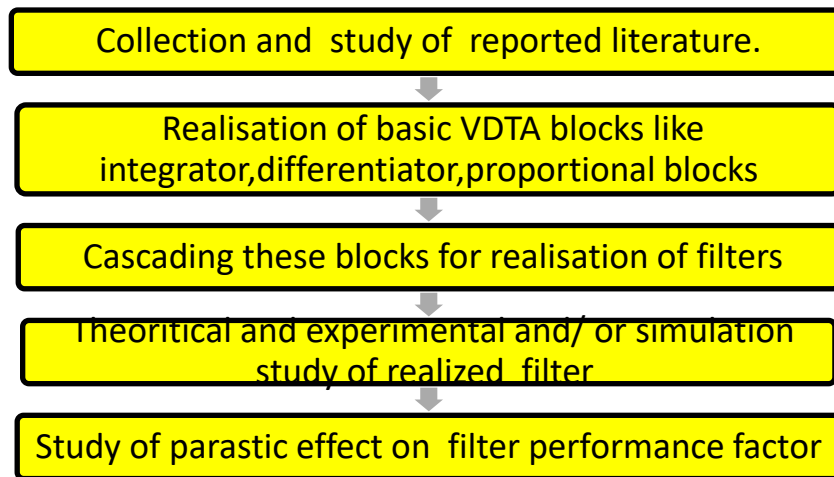 Collection and study of reported literature.
Realisation of basic VDTA blocks like
integrator,differentiator,proportional blocks
Cascading these blocks for realisation of filters
Theoritical and experimental and/ or simulation
study of realized filter
Study of parastic effect on filter performance factor